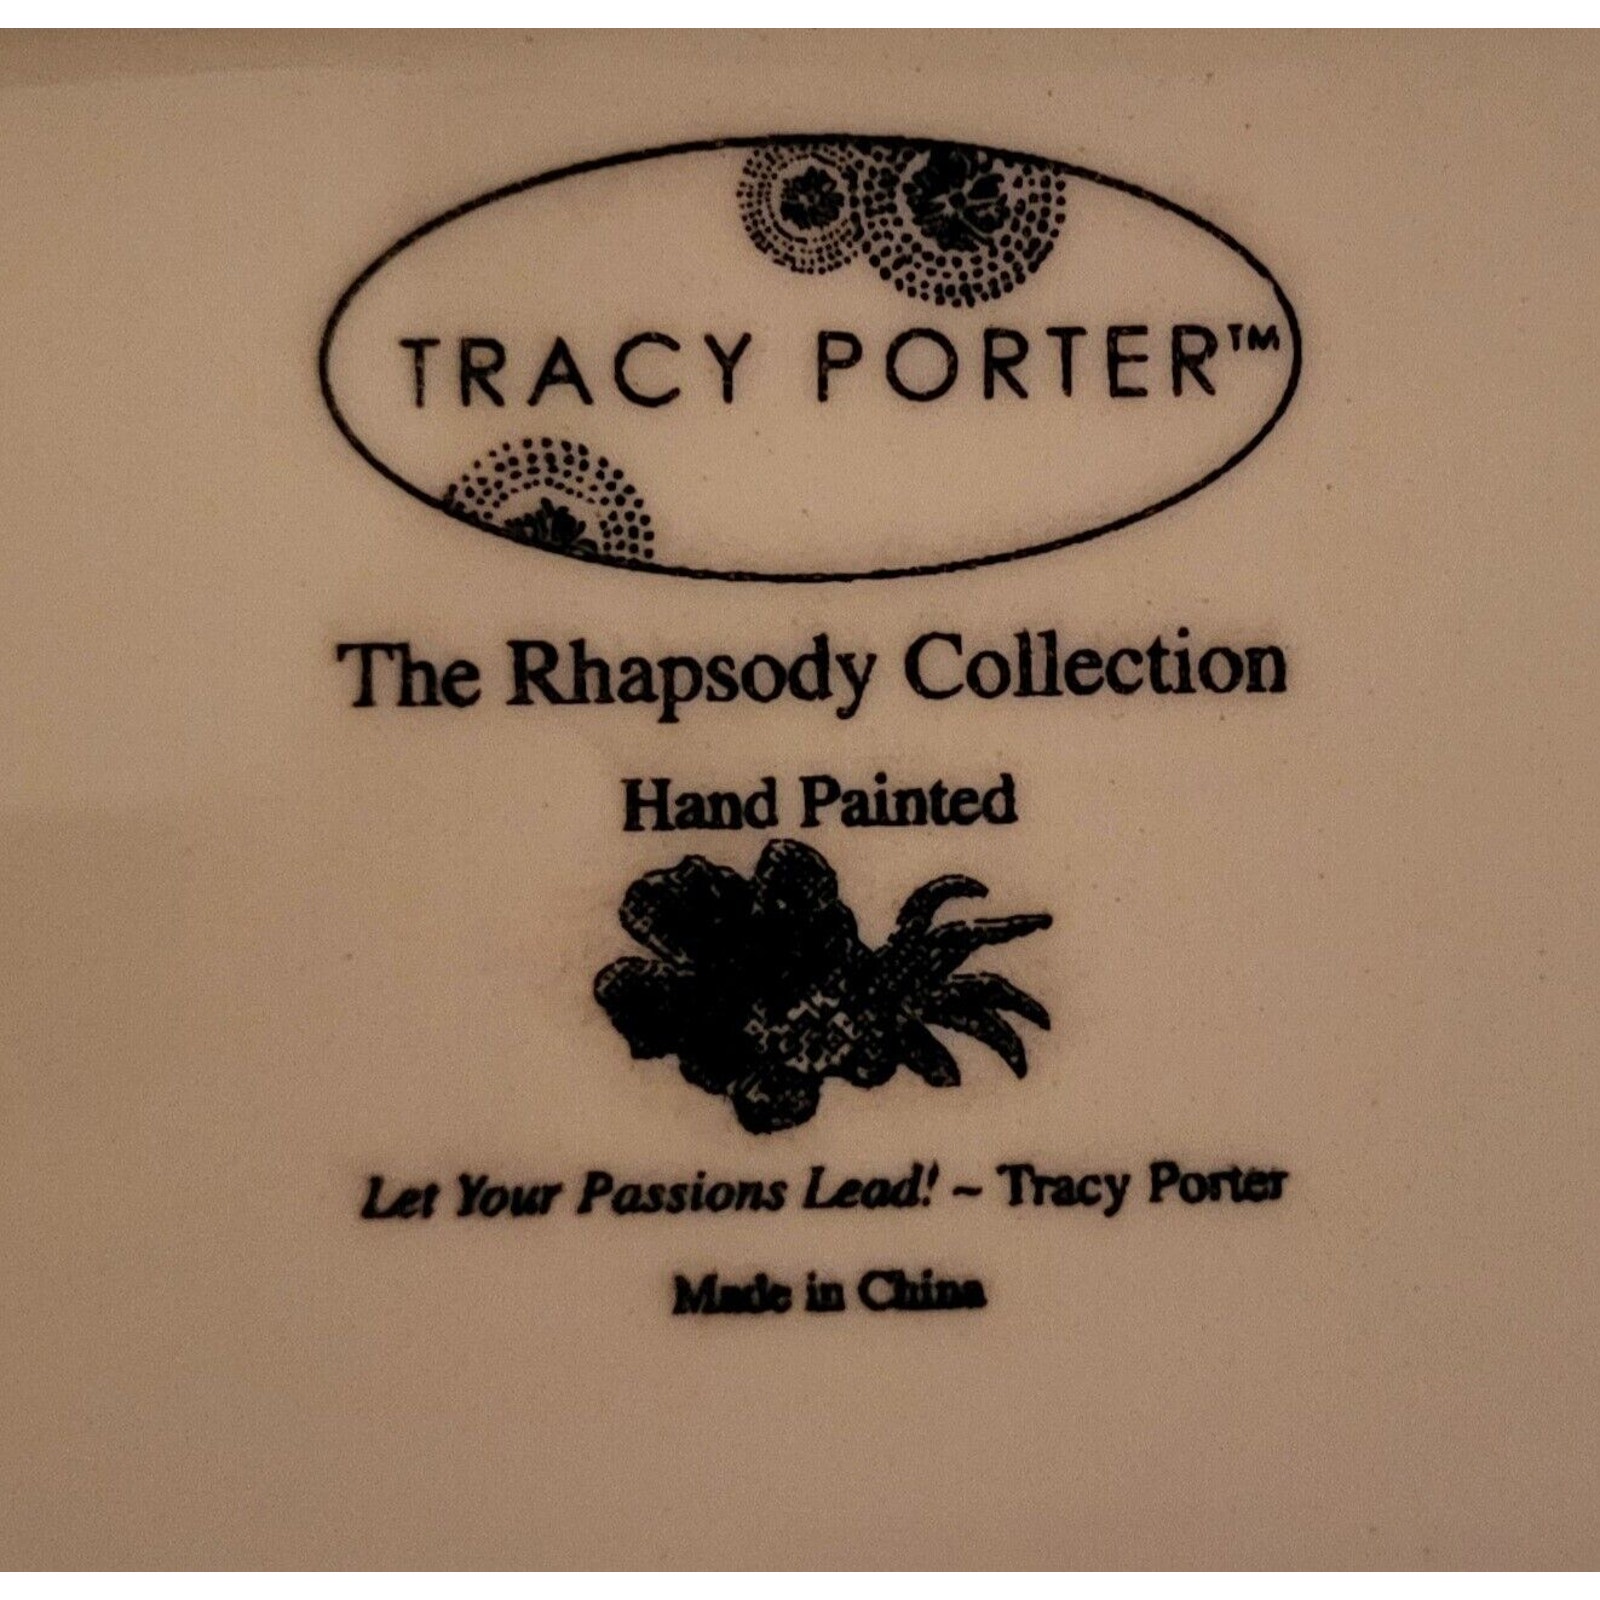 TRACY PORTER™
The Rhapsody Collection
Hand Painted
Let Your Passions Lead! ~ Tracy Porter
Made in China